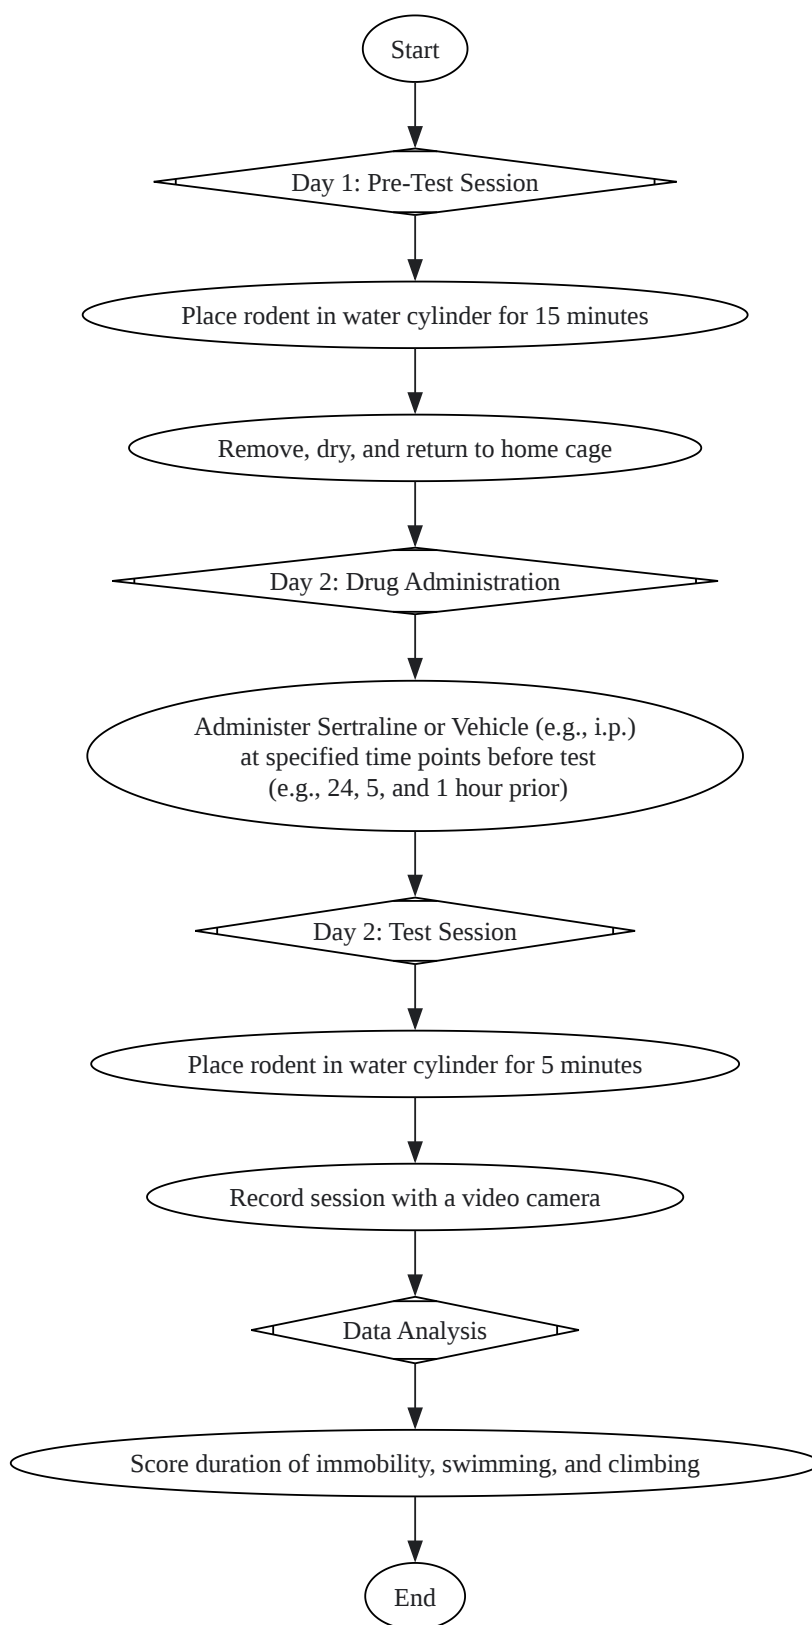 Start
Day 1: Pre-Test Session
Place rodent in water cylinder for 15 minutes
Remove, dry, and return to home cage
Day 2: Drug Administration
Administer Sertraline or Vehicle (e.g., i.p.)
at specified time points before test
(e.g., 24, 5, and 1 hour prior)
Day 2: Test Session
Place rodent in water cylinder for 5 minutes
Record session with a video camera
Data Analysis
Score duration of immobility, swimming, and climbing
End